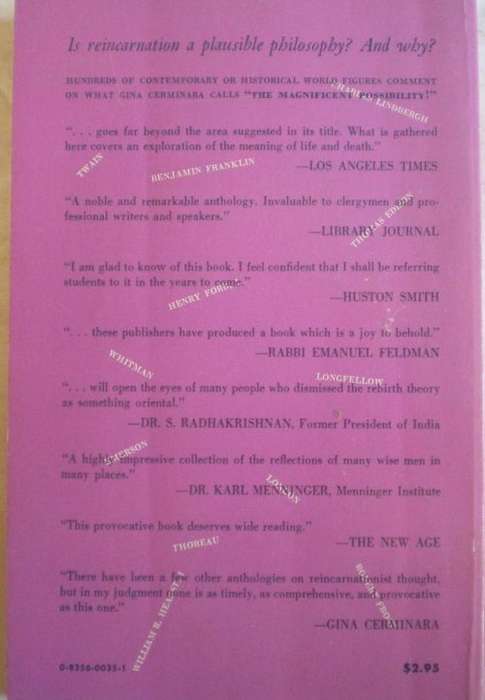 Is reincarnation a plausible philosophy? And why?
HUNDREDS OF CONTEMPORARY OR HISTORICAL WORLD FIGURES COMMENT
ON WHAT GINA CERMINARA CALLS "THE MAGNIFICENT POSSIBILITY!"
CHARLES LINDBERGH
". . . goes far beyond the area suggested in its title. What is gathered
here covers an exploration of the meaning of life and death."
—LOS ANGELES TIMES
TWAIN
BENJAMIN FRANKLIN
"A noble and remarkable anthology. Invaluable to clergymen and pro-
fessional writers and speakers."
—LIBRARY JOURNAL
THOMAS EDISON
"I am glad to know of this book. I feel confident that I shall be referring
students to it in the years to come."
—HUSTON SMITH
HENRY FORD
". . . these publishers have produced a book which is a joy to behold."
—RABBI EMANUEL FELDMAN
WHITMAN
LONGFELLOW
". . . will open the eyes of many people who dismissed the rebirth theory
as something oriental."
—DR. S. RADHAKRISHNAN, Former President of India
EMERSON
"A highly impressive collection of the reflections of many wise men in
many places."
—DR. KARL MENNINGER, Menninger Institute
LONDON
"This provocative book deserves wide reading."
—THE NEW AGE
THOREAU
"There have been a few other anthologies on reincarnationist thought,
but in my judgment none is as timely, as comprehensive, and provocative
as this one."
—GINA CERMINARA
WILLIAM R.
0-8356-0035-1
$2.95